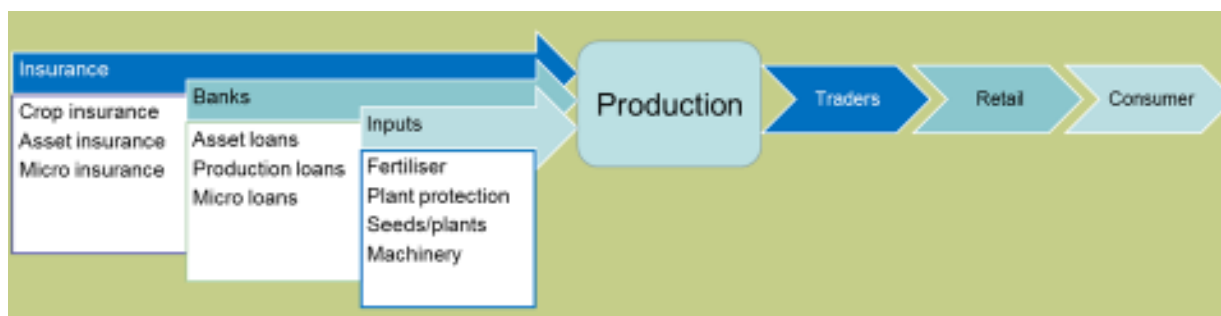 Insurance
Crop insurance
Asset insurance
Micro insurance
Banks
Asset loans
Production loans
Micro loans
Inputs
Fertiliser
Plant protection
Seeds/plants
Machinery
Production
Traders
Retail
Consumer